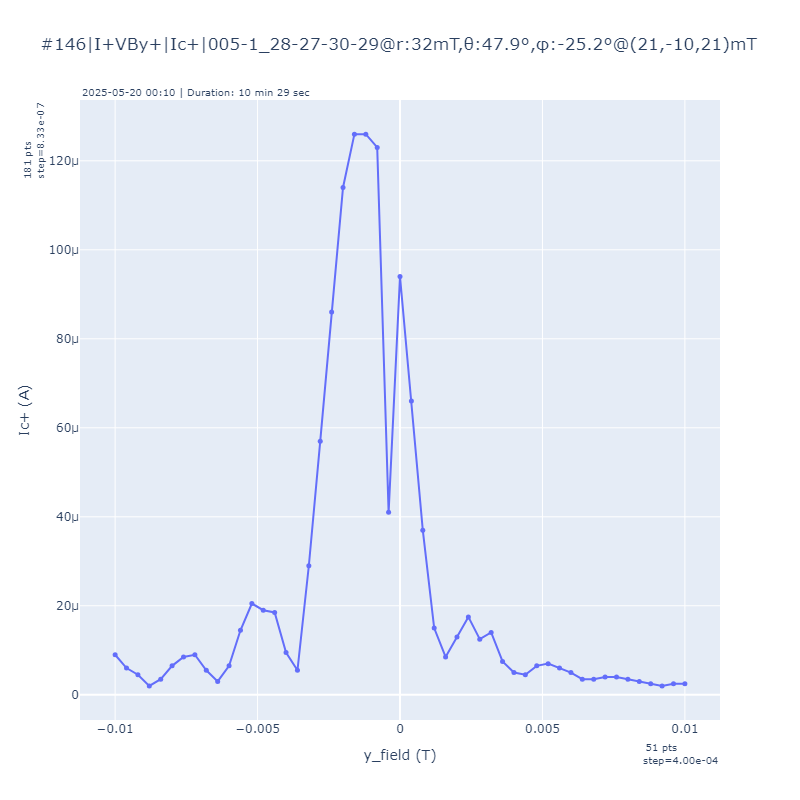 #146|I+VBy+|Ic+|005-1_28-27-30-29@r:32mT,θ:47.9°,φ:-25.2°@(21,-10,21)mT
2025-05-20 00:10 | Duration: 10 min 29 sec
181 pts
step=8.33e-07
120μ
100μ
80μ
60μ
40μ
20μ
0
Ic+ (A)
−0.01
−0.005
0
0.005
0.01
y_field (T)
51 pts
step=4.00e-04